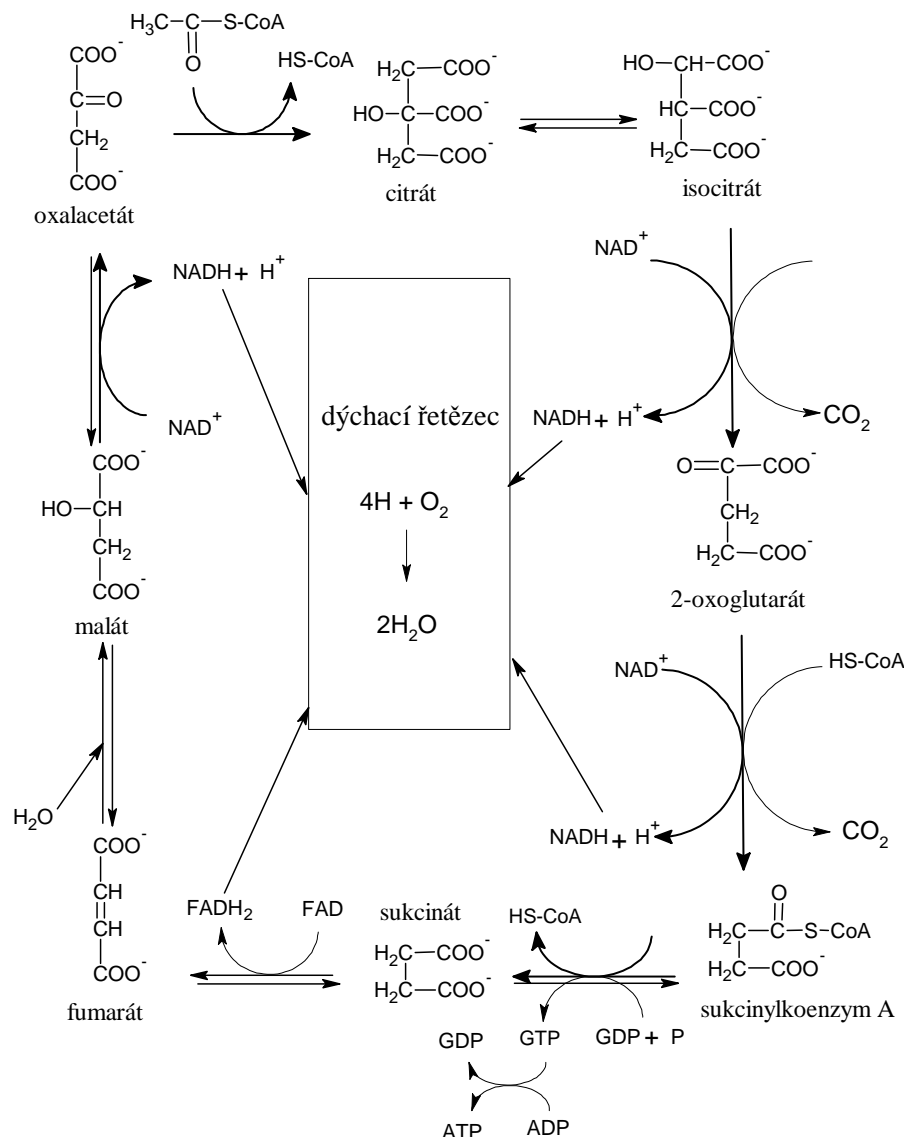 H₃C—C—S-CoA
O
HS-CoA
COO⁻
C=O
CH₂
COO⁻
oxalacetát
H₂C—COO⁻
HO—C—COO⁻
H₂C—COO⁻
citrát
HO—CH—COO⁻
HC—COO⁻
H₂C—COO⁻
isocitrát
NAD⁺
CO₂
NADH + H⁺
NADH + H⁺
NAD⁺
dýchací řetězec
4H + O₂
2H₂O
O=C—COO⁻
CH₂
H₂C—COO⁻
2-oxoglutarát
COO⁻
HO—CH
CH₂
COO⁻
malát
NAD⁺
HS-CoA
NADH + H⁺
CO₂
H₂O
COO⁻
CH
CH
COO⁻
fumarát
FADH₂
FAD
sukcinát
H₂C—COO⁻
H₂C—COO⁻
HS-CoA
O
H₂C—C—S—CoA
H₂C—COO⁻
sukcinylkoenzym A
GDP
GTP
GDP + P
ATP
ADP